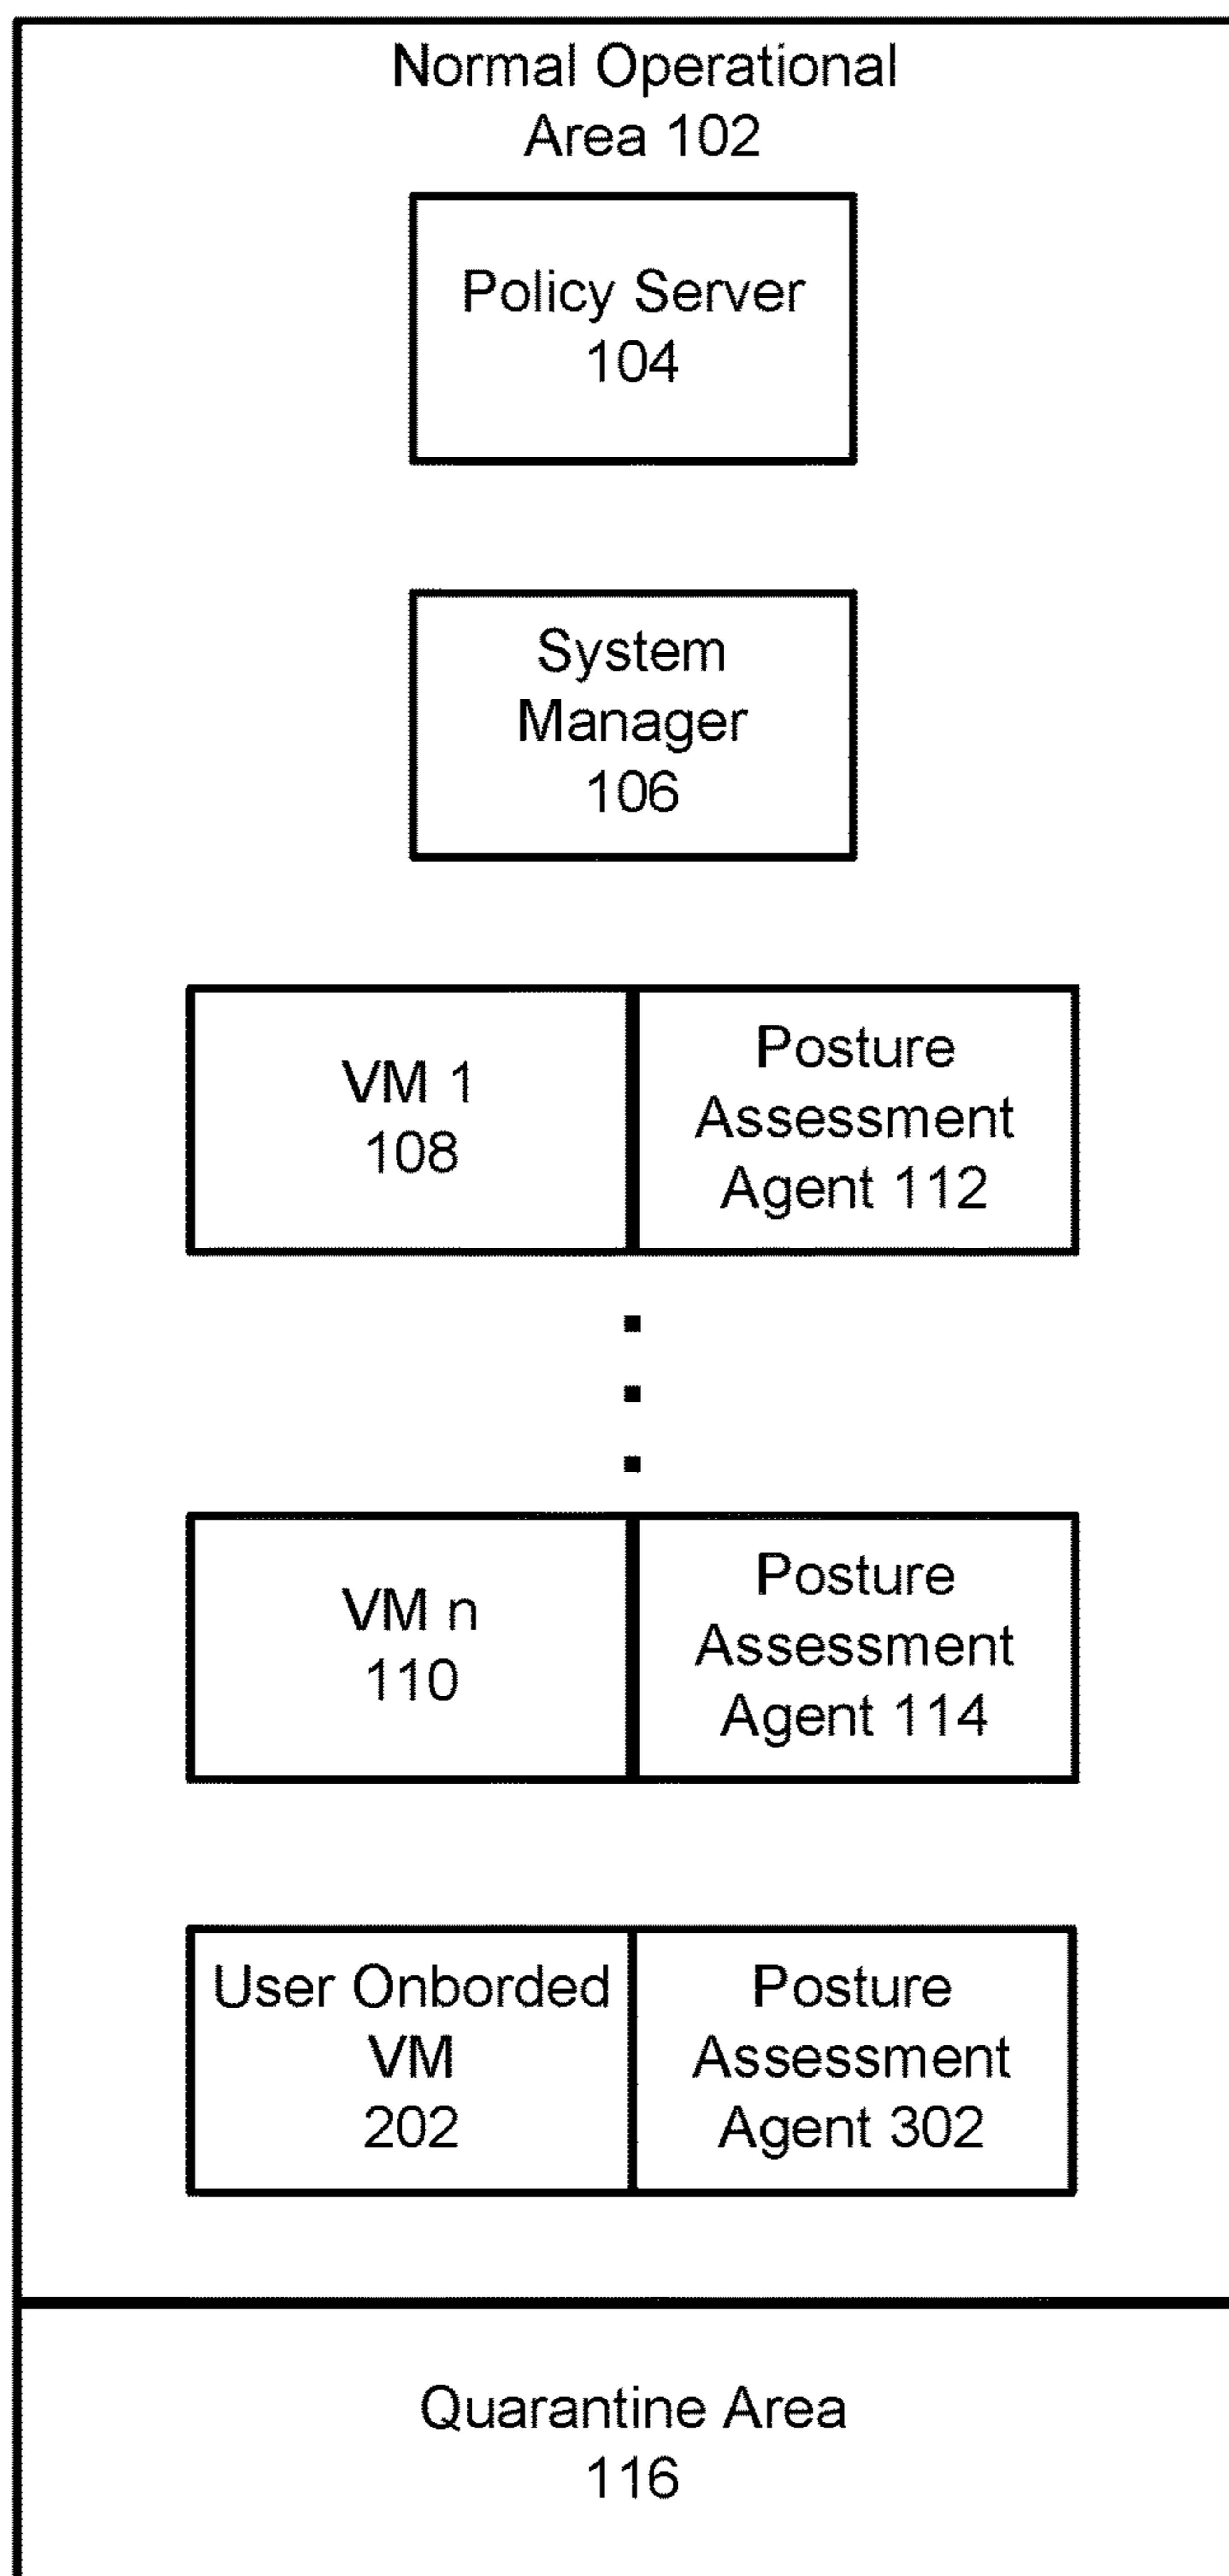 Normal Operational
Area 102
Policy Server
104
System
Manager
106
VM 1
108
Posture
Assessment
Agent 112
VM n
110
Posture
Assessment
Agent 114
User Onborded
VM
202
Posture
Assessment
Agent 302
Quarantine Area
116